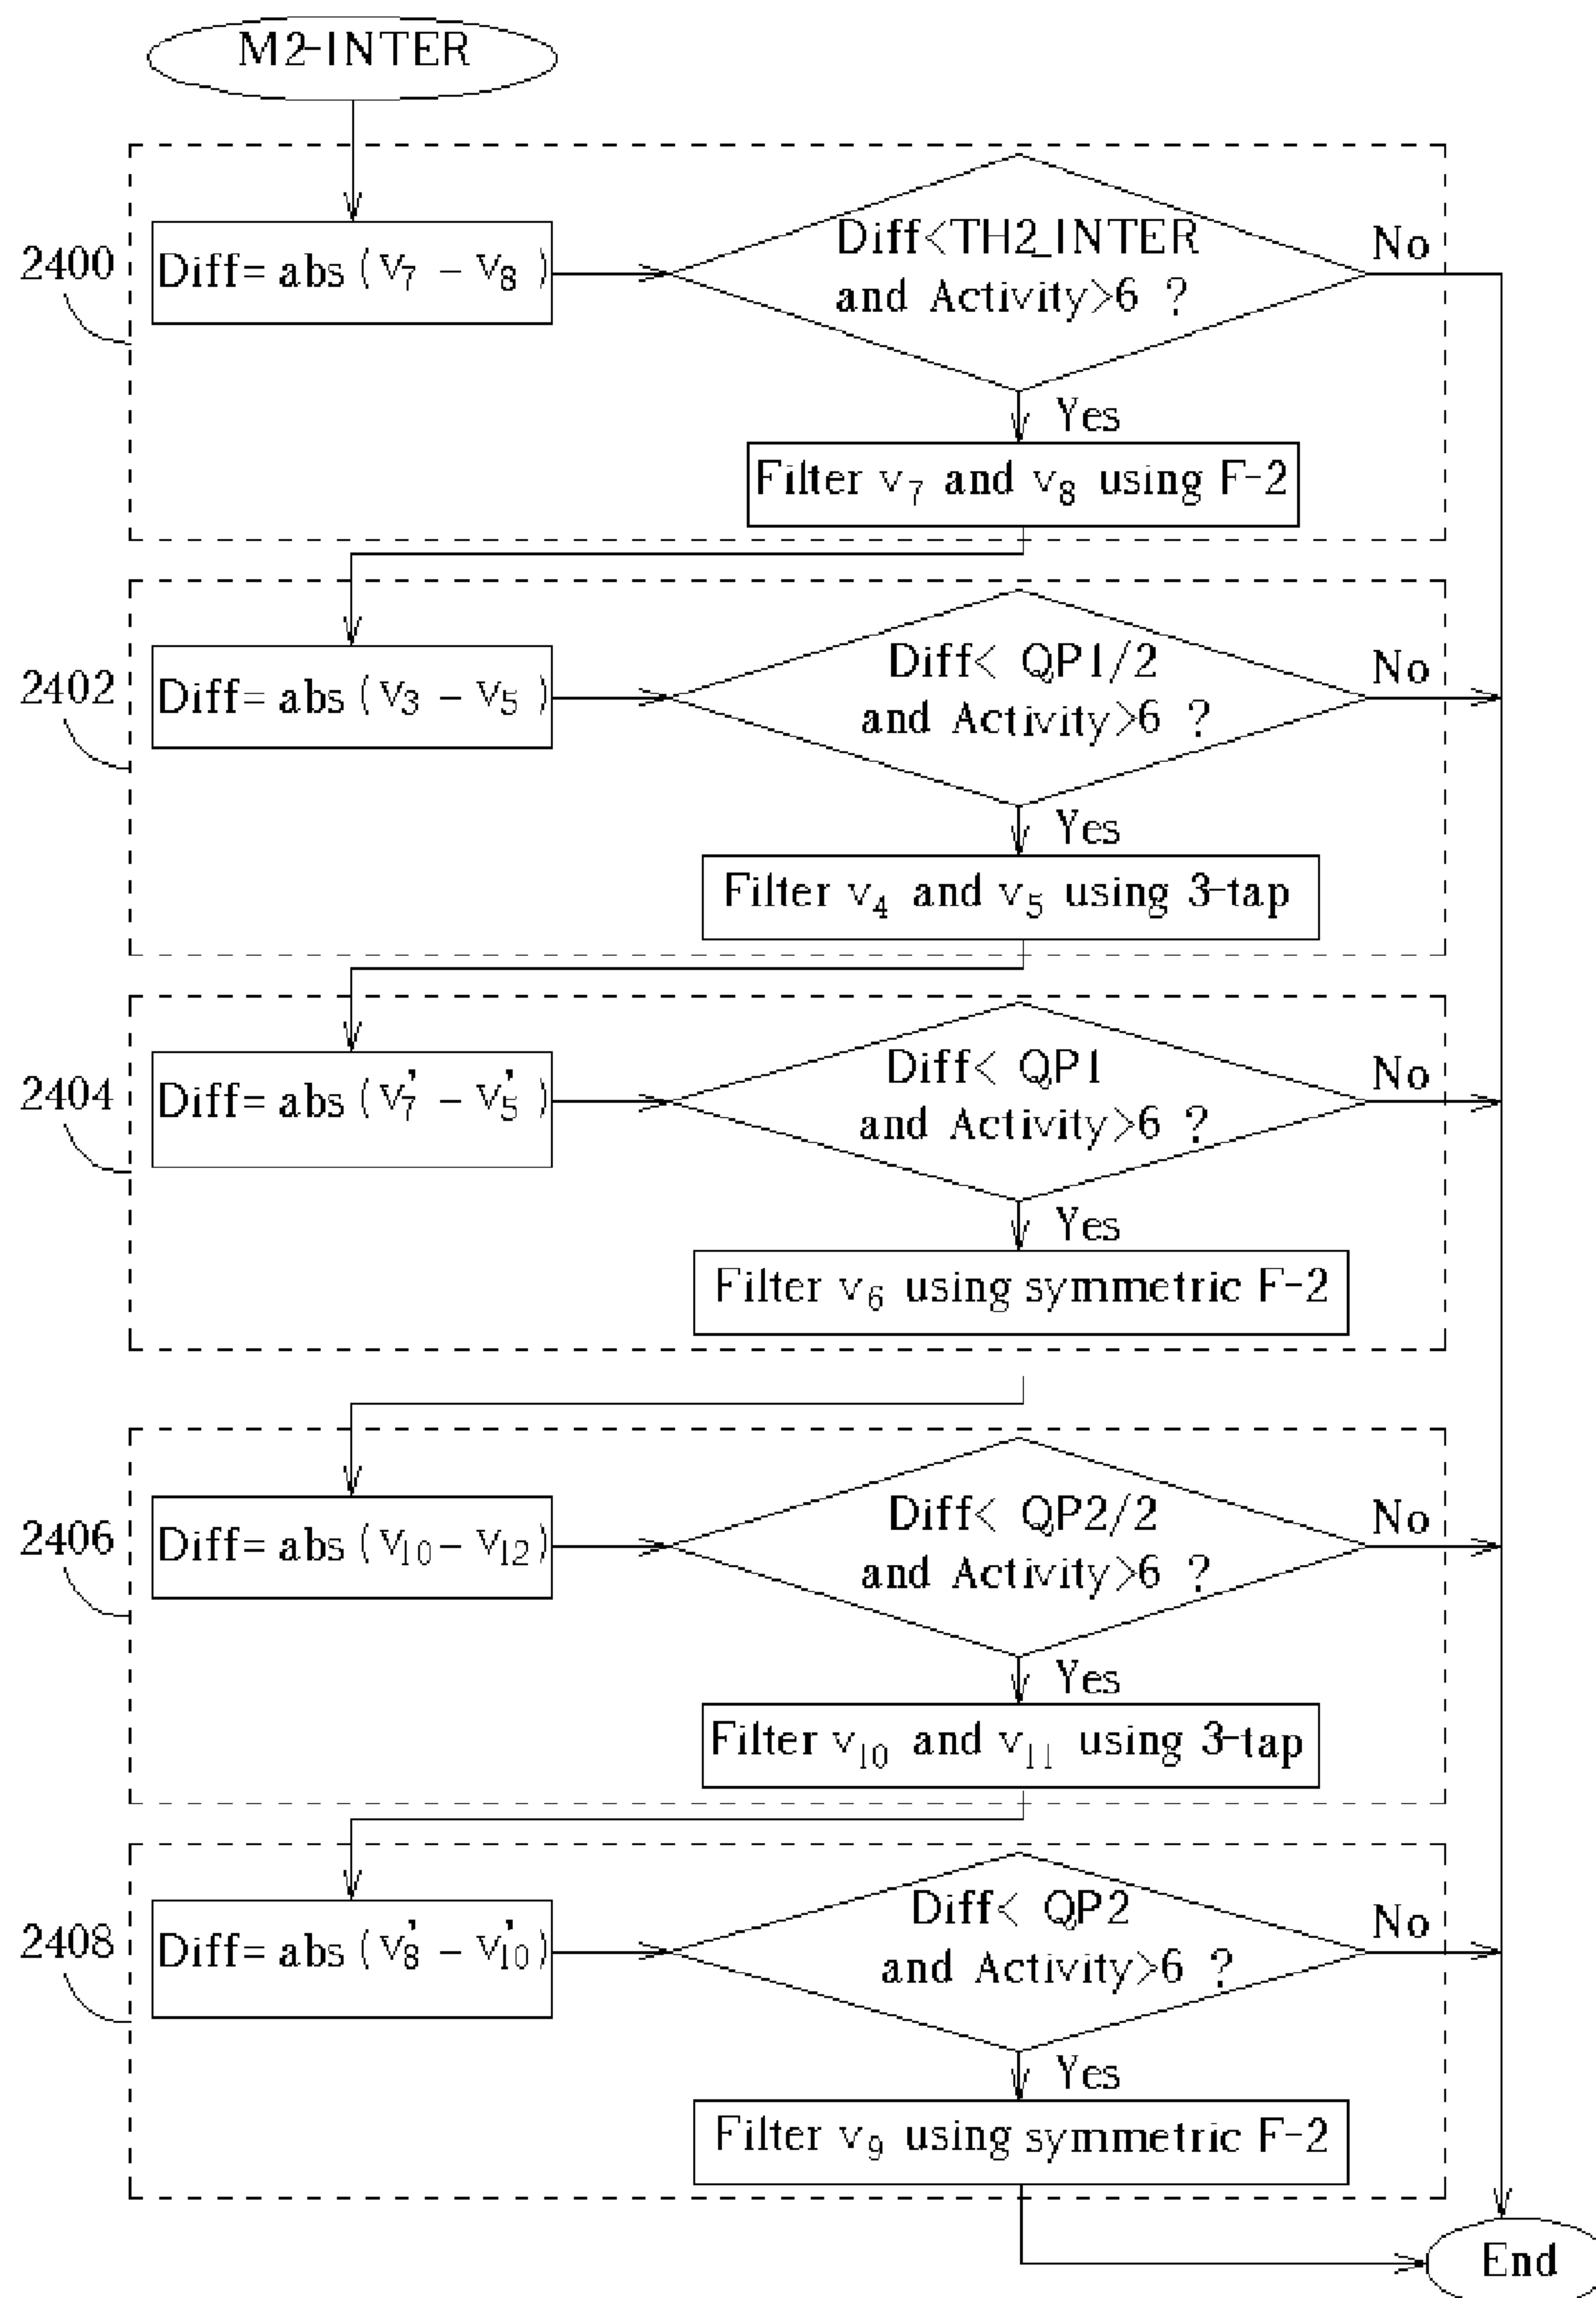 M2-INTER
2400
Diff= abs (v₇ - v₈ )
Diff<TH2_INTER
and Activity>6 ?
No
Yes
Filter v₇ and v₈ using F-2
2402
Diff= abs (v₃ - v₅ )
Diff< QP1/2
and Activity>6 ?
No
Yes
Filter v₄ and v₅ using 3-tap
2404
Diff= abs (v₇' - v₅' )
Diff< QP1
and Activity>6 ?
No
Yes
Filter v₆ using symmetric F-2
2406
Diff= abs (v₁₀ - v₁₂)
Diff< QP2/2
and Activity>6 ?
No
Yes
Filter v₁₀ and v₁₁ using 3-tap
2408
Diff= abs (v₈' - v₁₀')
Diff< QP2
and Activity>6 ?
No
Yes
Filter v₉ using symmetric F-2
End